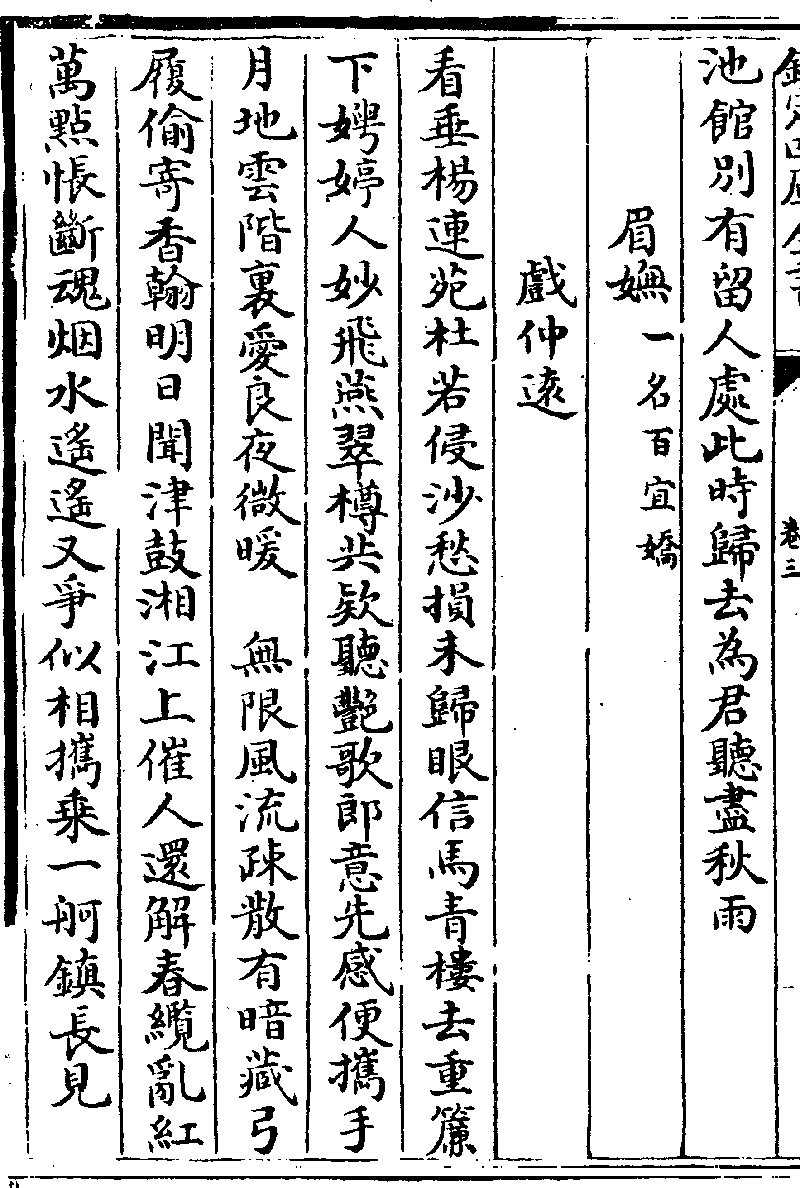 欽定四庫全書
卷三
池館別有留人處此時歸去為君聽盡秋雨
眉嫵一名百宜嬌
戲仲遠
看垂楊連苑杜若侵沙愁損未歸眼信馬青樓去重簾
下娉婷人妙飛燕翠樽共欵聽艷歌郎意先感便攜手
月地雲階裏愛良夜微暖　無限風流疎散有暗藏弓
履偷寄香翰明日聞津鼓湘江上催人還解春纜亂紅
萬點悵斷魂烟水遙遙又爭似相攜乗一舸鎮長見